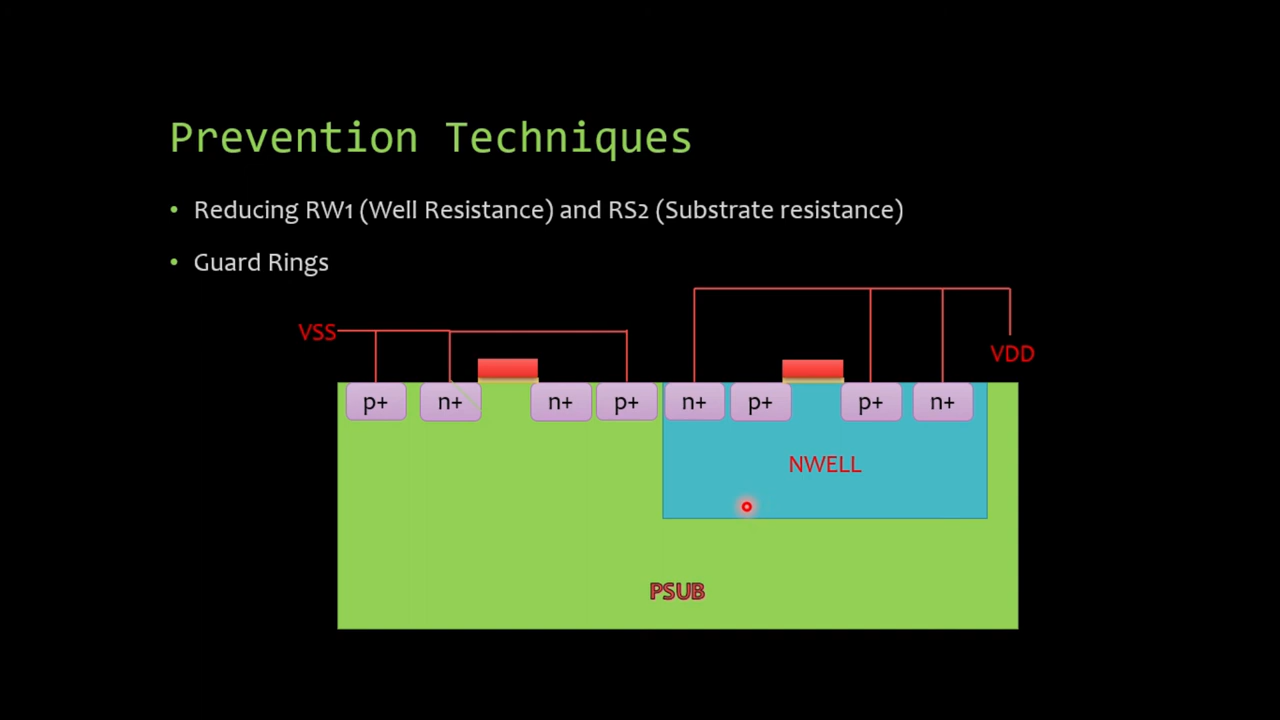 Prevention Techniques
• Reducing RW1 (Well Resistance) and RS2 (Substrate resistance)
• Guard Rings
VSS
VDD
p+ n+ n+ p+ n+ p+ p+ n+
NWELL
PSUB